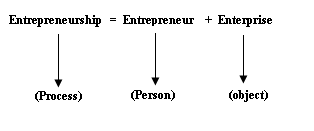 Entrepreneurship = Entrepreneur + Enterprise
(Process) (Person) (object)